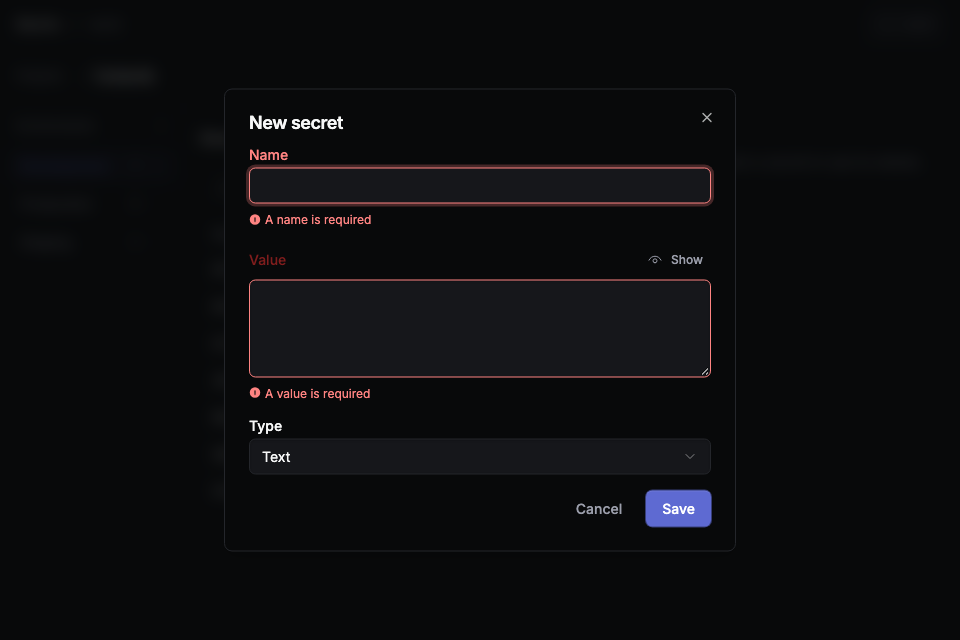 New secret
Name
A name is required
Value
Show
A value is required
Type
Text
Cancel
Save